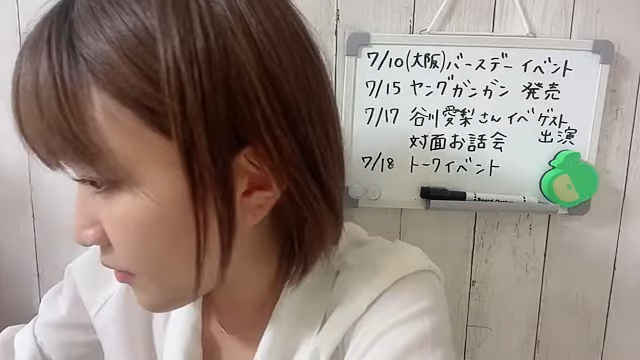 7/10(大阪)バースデーイベント
7/15 ヤングガンガン 発売
7/17 谷川愛梨さんイベゲスト出演
対面お話会
7/18 トークイベント
Board Marker